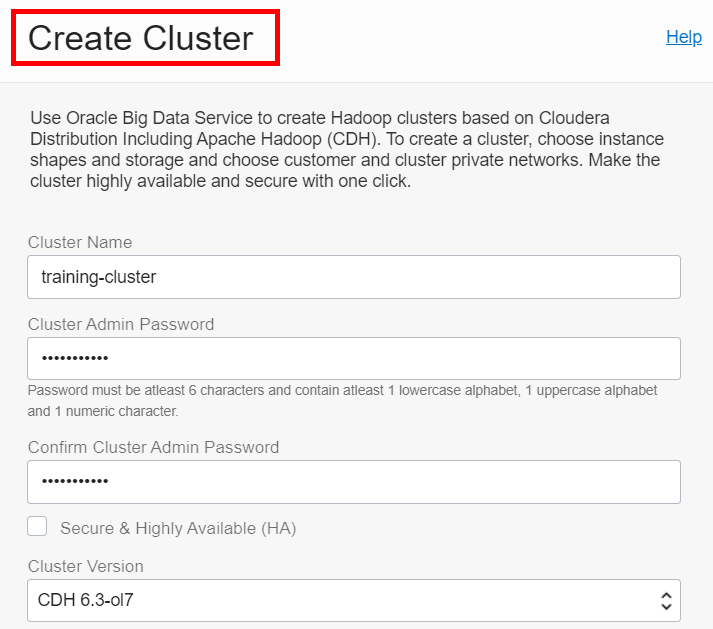 Create Cluster
Help
Use Oracle Big Data Service to create Hadoop clusters based on Cloudera
Distribution Including Apache Hadoop (CDH). To create a cluster, choose instance
shapes and storage and choose customer and cluster private networks. Make the
cluster highly available and secure with one click.
Cluster Name
training-cluster
Cluster Admin Password
•••••••••••
Password must be atleast 6 characters and contain atleast 1 lowercase alphabet, 1 uppercase alphabet
and 1 numeric character.
Confirm Cluster Admin Password
•••••••••••
Secure & Highly Available (HA)
Cluster Version
CDH 6.3-ol7